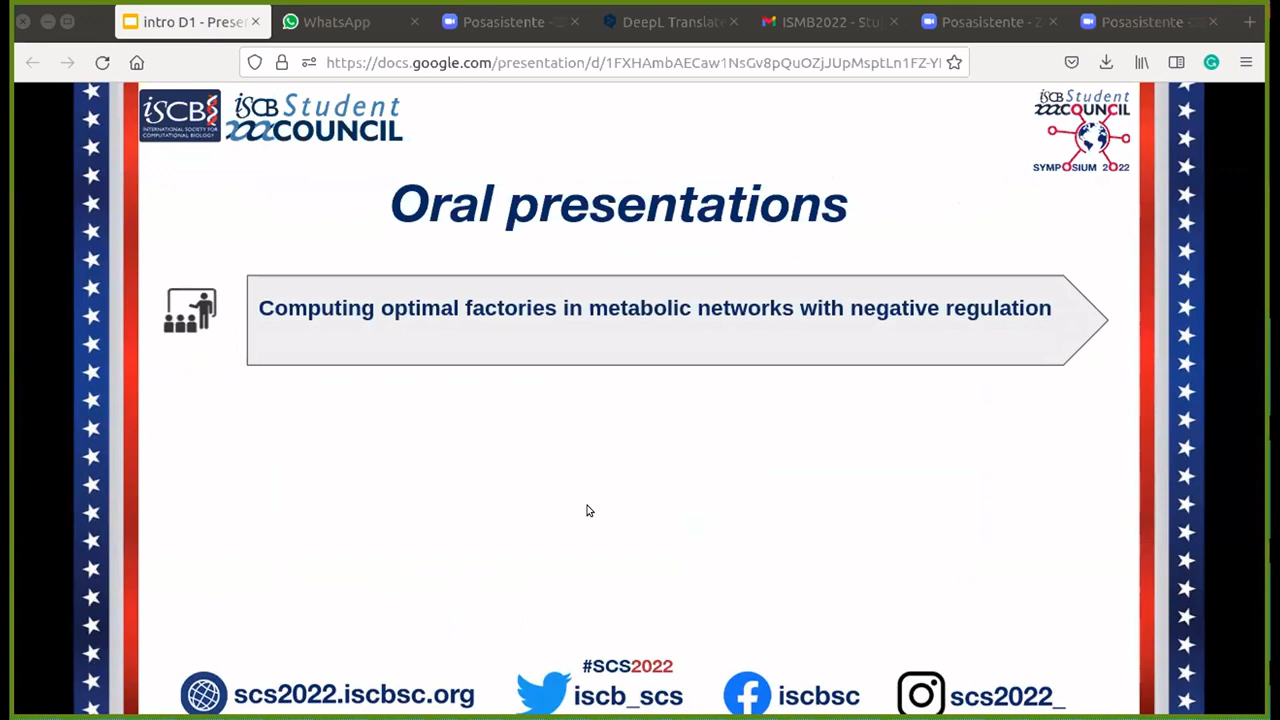 intro D1 - Prese
WhatsApp
Posasistente - Z
DeepL Translate
ISMB2022 - Stu
Posasistente - Z
Posasistente -
https://docs.google.com/presentation/d/1FXHAmbAECaw1NsGv8pQuOZjJUpMsptLn1FZ-YI
iSCB
INTERNATIONAL SOCIETY FOR
COMPUTATIONAL BIOLOGY
iSCB Student
COUNCIL
iSCB Student
COUNCIL
SYMPOSIUM 2022
Oral presentations
Computing optimal factories in metabolic networks with negative regulation
#SCS2022
scs2022.iscbsc.org
iscb_scs
iscbsc
scs2022_